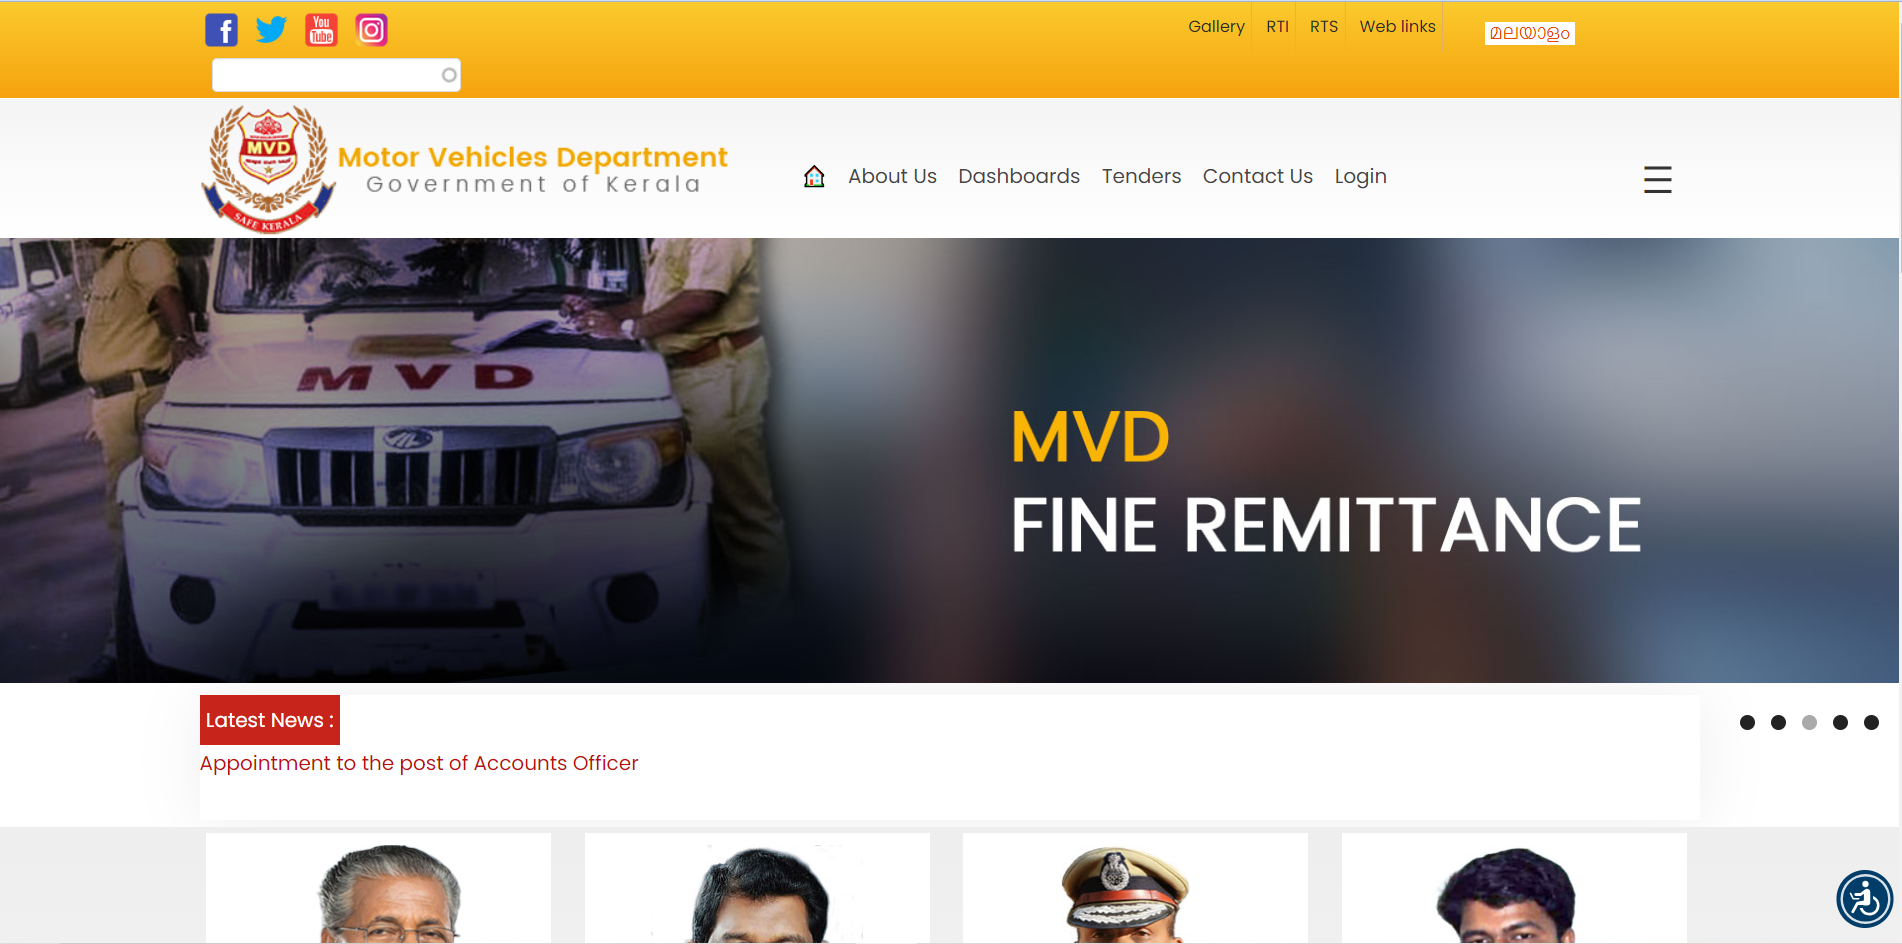 You
Tube
Gallery RTI RTS Web links മലയാളം
MVD
SAFE KERALA
Motor Vehicles Department
Government of Kerala
About Us Dashboards Tenders Contact Us Login
MVD
MVD
FINE REMITTANCE
Latest News :
Appointment to the post of Accounts Officer